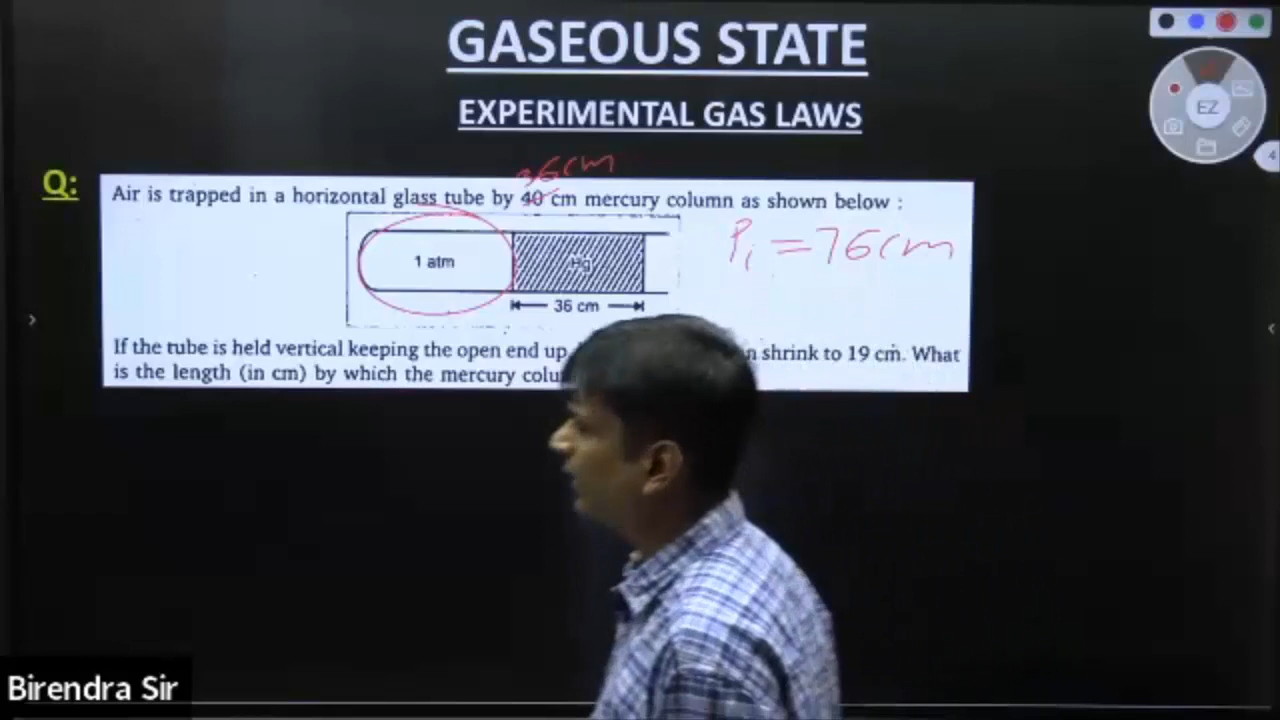 GASEOUS STATE
EXPERIMENTAL GAS LAWS
EZ
4
Q:
36cm
Air is trapped in a horizontal glass tube by 40 cm mercury column as shown below :
1 atm
Hg
36 cm
P₁ = 76cm
If the tube is held vertical keeping the open end up shrink to 19 cm. What
is the length (in cm) by which the mercury
Birendra Sir